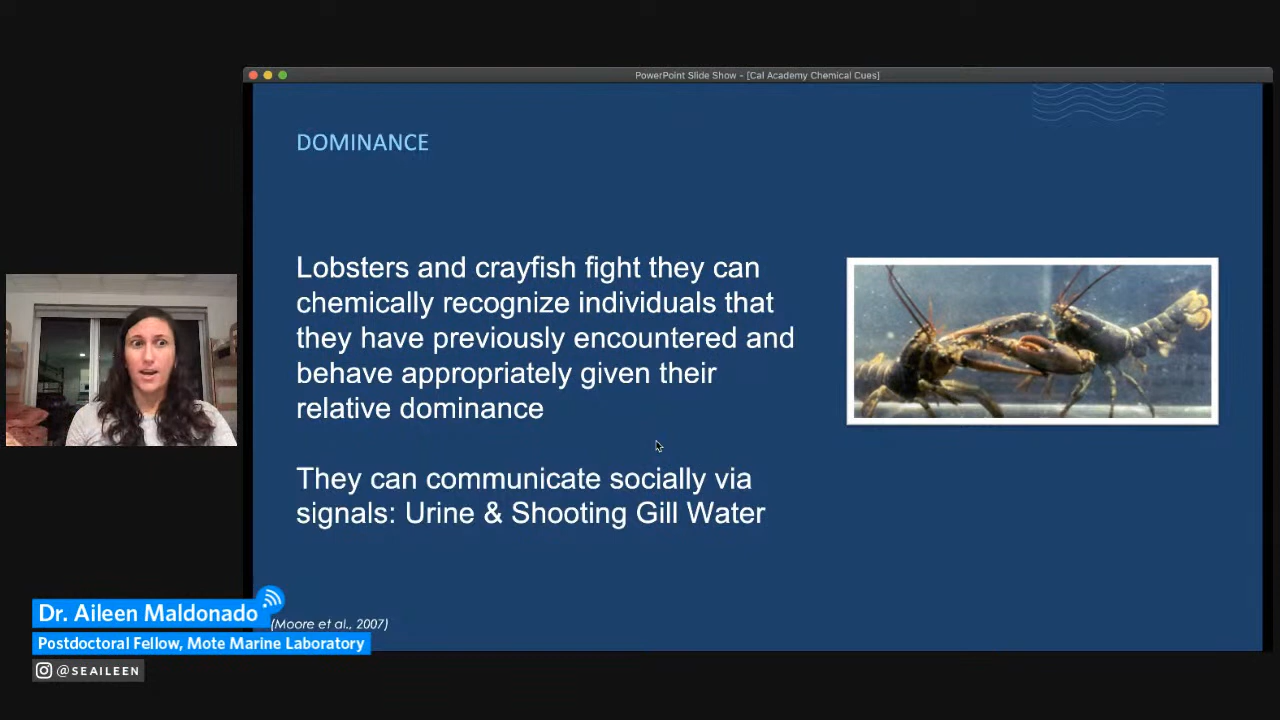 PowerPoint Slide Show - [Cal Academy Chemical Cues]
DOMINANCE
Lobsters and crayfish fight they can
chemically recognize individuals that
they have previously encountered and
behave appropriately given their
relative dominance
They can communicate socially via
signals: Urine & Shooting Gill Water
(Moore et al., 2007)
Dr. Aileen Maldonado
Postdoctoral Fellow, Mote Marine Laboratory
@SEAILEEN